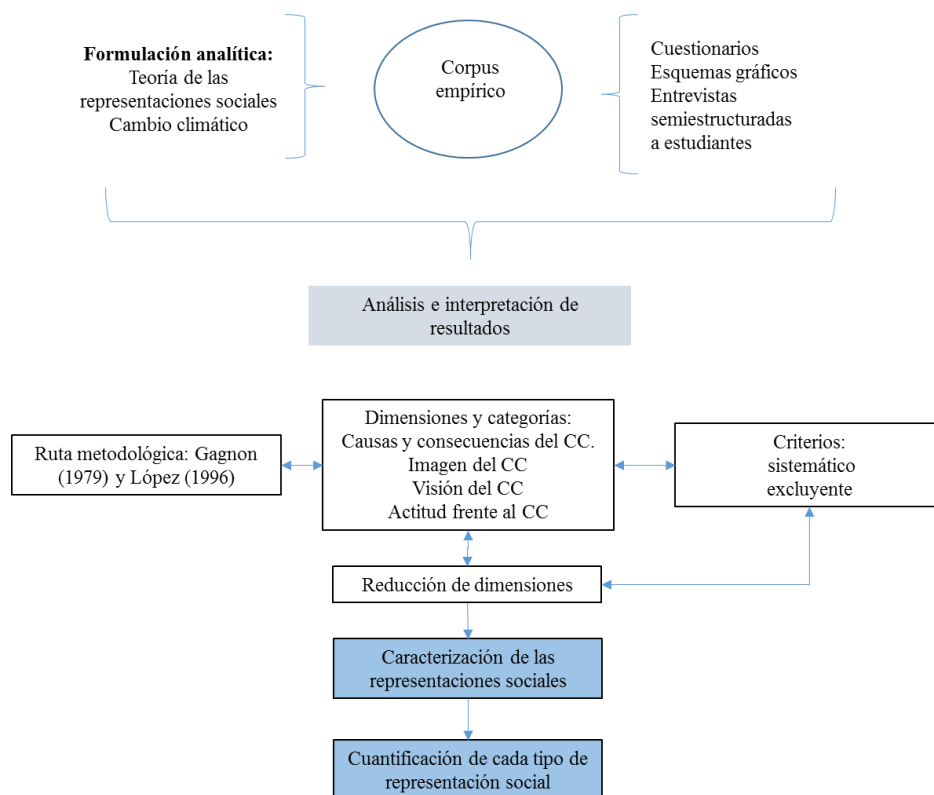 Formulación analítica:
Teoría de las
representaciones sociales
Cambio climático
Corpus
empírico
Cuestionarios
Esquemas gráficos
Entrevistas
semiestructuradas
a estudiantes
Análisis e interpretación de
resultados
Ruta metodológica: Gagnon
(1979) y López (1996)
Dimensiones y categorías:
Causas y consecuencias del CC.
Imagen del CC
Visión del CC
Actitud frente al CC
Criterios:
sistemático
excluyente
Reducción de dimensiones
Caracterización de las
representaciones sociales
Cuantificación de cada tipo de
representación social